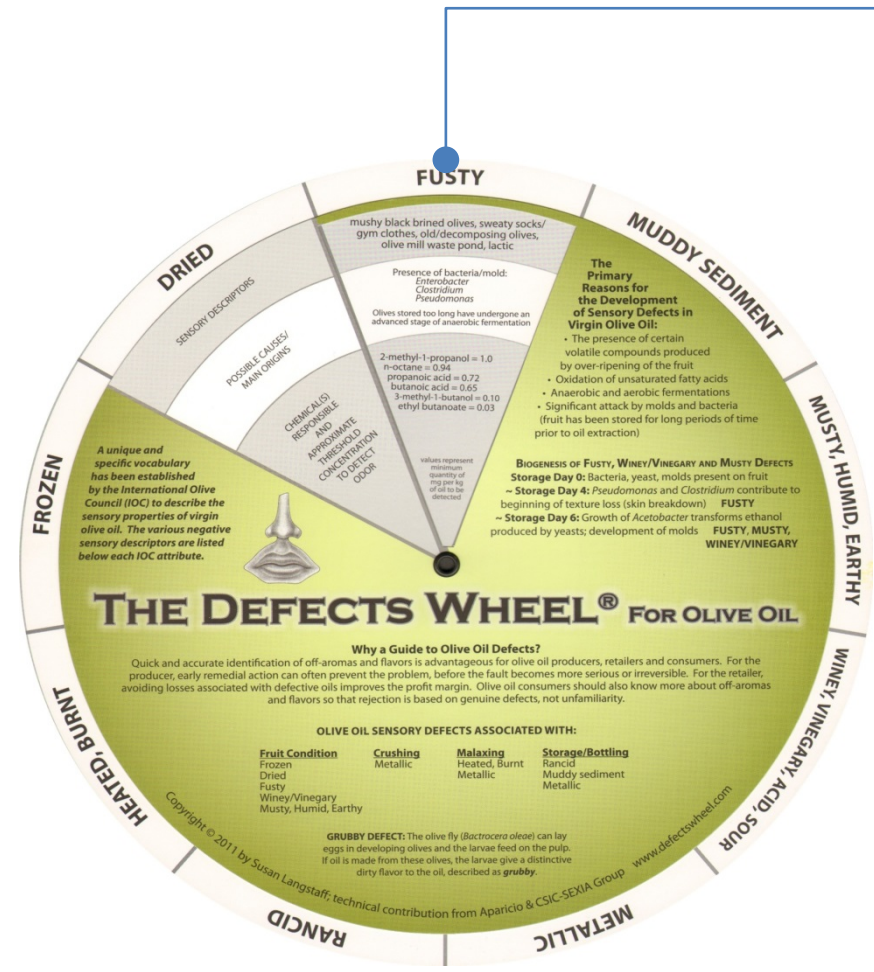 FUSTY
MUDDY SEDIMENT
MUSTY, HUMID, EARTHY
WINEY, VINEGARY, ACID, SOUR
METALLIC
RANCID
HEATED, BURNT
FROZEN
DRIED
SENSORY DESCRIPTORS
POSSIBLE CAUSES/
MAIN ORIGINS
CHEMICAL(S)
RESPONSIBLE
AND
APPROXIMATE
THRESHOLD
CONCENTRATION
TO DETECT
ODOR
mushy black brined olives, sweaty socks/
gym clothes, old/decomposing olives,
olive mill waste pond, lactic
Presence of bacteria/mold:
Enterobacter
Clostridium
Pseudomonas
Olives stored too long have undergone an
advanced stage of anaerobic fermentation
2-methyl-1-propanol = 1.0
n-octane = 0.94
propanoic acid = 0.72
butanoic acid = 0.65
3-methyl-1-butanol = 0.10
ethyl butanoate = 0.03
values represent
minimum
quantity of
mg per kg
of oil to be
detected
The
Primary
Reasons for
the Development
of Sensory Defects in
Virgin Olive Oil:
• The presence of certain
volatile compounds produced
by over-ripening of the fruit
• Oxidation of unsaturated fatty acids
• Anaerobic and aerobic fermentations
• Significant attack by molds and bacteria
(fruit has been stored for long periods of time
prior to oil extraction)
BIOGENESIS OF FUSTY, WINEY/VINEGARY AND MUSTY DEFECTS
Storage Day 0: Bacteria, yeast, molds present on fruit
~ Storage Day 4: Pseudomonas and Clostridium contribute to
beginning of texture loss (skin breakdown) FUSTY
~ Storage Day 6: Growth of Acetobacter transforms ethanol
produced by yeasts; development of molds FUSTY, MUSTY,
WINEY/VINEGARY
A unique and
specific vocabulary
has been established
by the International Olive
Council (IOC) to describe the
sensory properties of virgin
olive oil. The various negative
sensory descriptors are listed
below each IOC attribute.
THE DEFECTS WHEEL® FOR OLIVE OIL
Why a Guide to Olive Oil Defects?
Quick and accurate identification of off-aromas and flavors is advantageous for olive oil producers, retailers and consumers. For the
producer, early remedial action can often prevent the problem, before the fault becomes more serious or irreversible. For the retailer,
avoiding losses associated with defective oils improves the profit margin. Olive oil consumers should also know more about off-aromas
and flavors so that rejection is based on genuine defects, not unfamiliarity.
OLIVE OIL SENSORY DEFECTS ASSOCIATED WITH:
Fruit Condition Crushing Malaxing Storage/Bottling
Frozen Metallic Heated, Burnt Rancid
Dried Metallic Muddy sediment
Fusty Metallic
Winey/Vinegary
Musty, Humid, Earthy
GRUBBY DEFECT: The olive fly (Bactrocera oleae) can lay
eggs in developing olives and the larvae feed on the pulp.
If oil is made from these olives, the larvae give a distinctive
dirty flavor to the oil, described as grubby.
Copyright © 2011 by Susan Langstaff; technical contribution from Aparicio & CSIC-SEXIA Group www.defectswheel.com